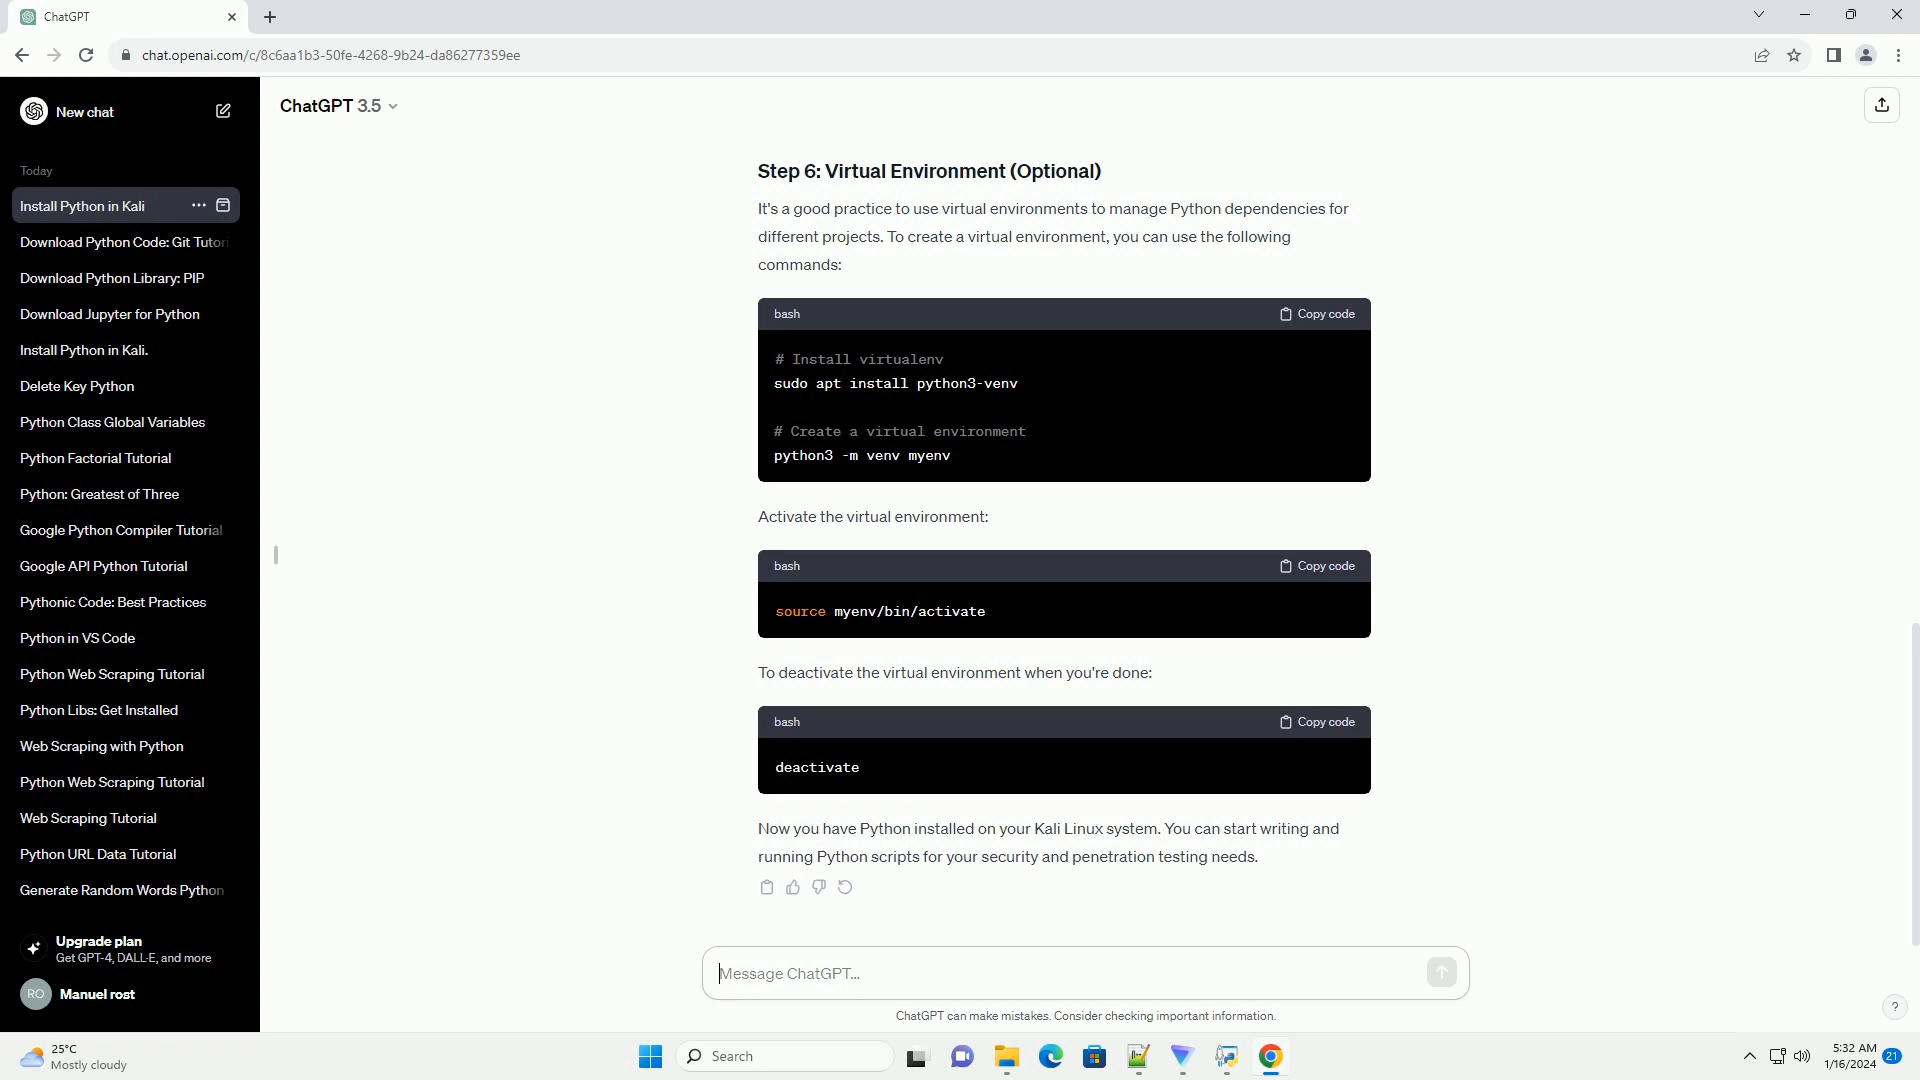 ChatGPT
chat.openai.com/c/8c6aa1b3-50fe-4268-9b24-da86277359ee
New chat
ChatGPT 3.5
Today
Install Python in Kali
Download Python Code: Git Tutori
Download Python Library: PIP
Download Jupyter for Python
Install Python in Kali.
Delete Key Python
Python Class Global Variables
Python Factorial Tutorial
Python: Greatest of Three
Google Python Compiler Tutorial
Google API Python Tutorial
Pythonic Code: Best Practices
Python in VS Code
Python Web Scraping Tutorial
Python Libs: Get Installed
Web Scraping with Python
Python Web Scraping Tutorial
Web Scraping Tutorial
Python URL Data Tutorial
Generate Random Words Python
Upgrade plan
Get GPT-4, DALL·E, and more
RO Manuel rost
Step 6: Virtual Environment (Optional)
It's a good practice to use virtual environments to manage Python dependencies for
different projects. To create a virtual environment, you can use the following
commands:
bash Copy code
# Install virtualenv
sudo apt install python3-venv
# Create a virtual environment
python3 -m venv myenv
Activate the virtual environment:
bash Copy code
source myenv/bin/activate
To deactivate the virtual environment when you're done:
bash Copy code
deactivate
Now you have Python installed on your Kali Linux system. You can start writing and
running Python scripts for your security and penetration testing needs.
Message ChatGPT...
ChatGPT can make mistakes. Consider checking important information.
?
25°C
Mostly cloudy
Search
5:32 AM
1/16/2024
21